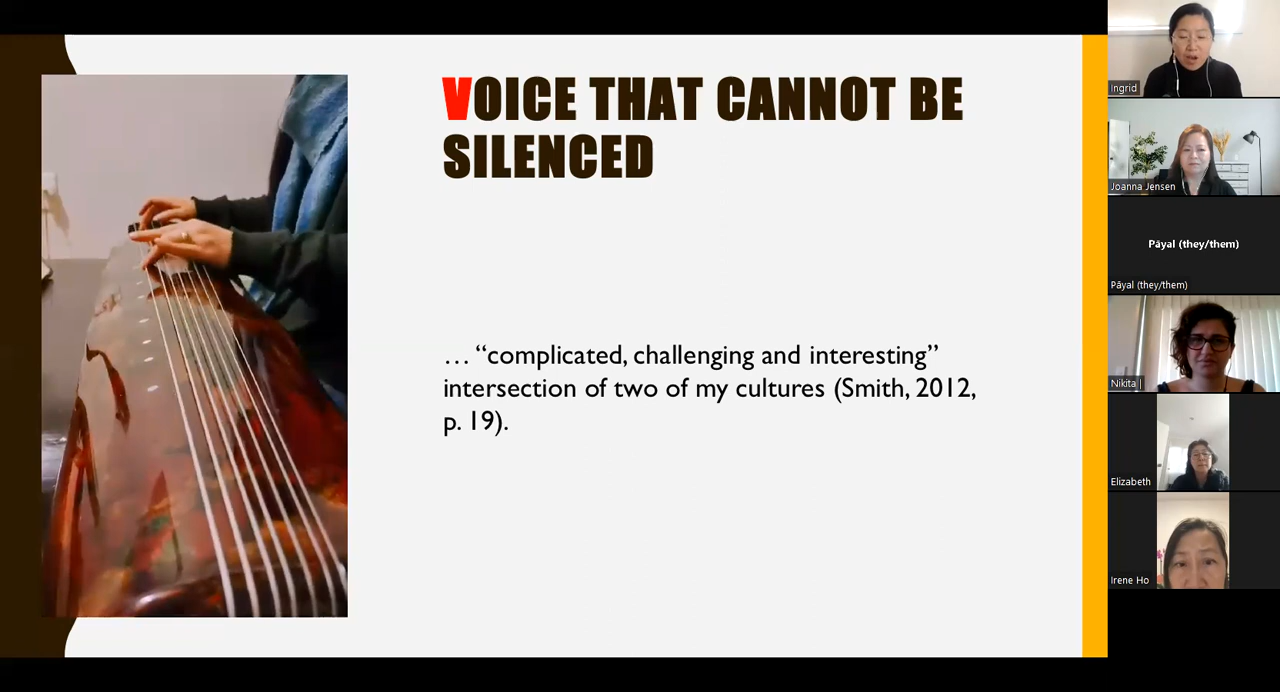 VOICE THAT CANNOT BE
SILENCED
… “complicated, challenging and interesting”
intersection of two of my cultures (Smith, 2012,
p. 19).
Ingrid
Joanna Jensen
Pāyal (they/them)
Pāyal (they/them)
Nikita |
Elizabeth
Irene Ho